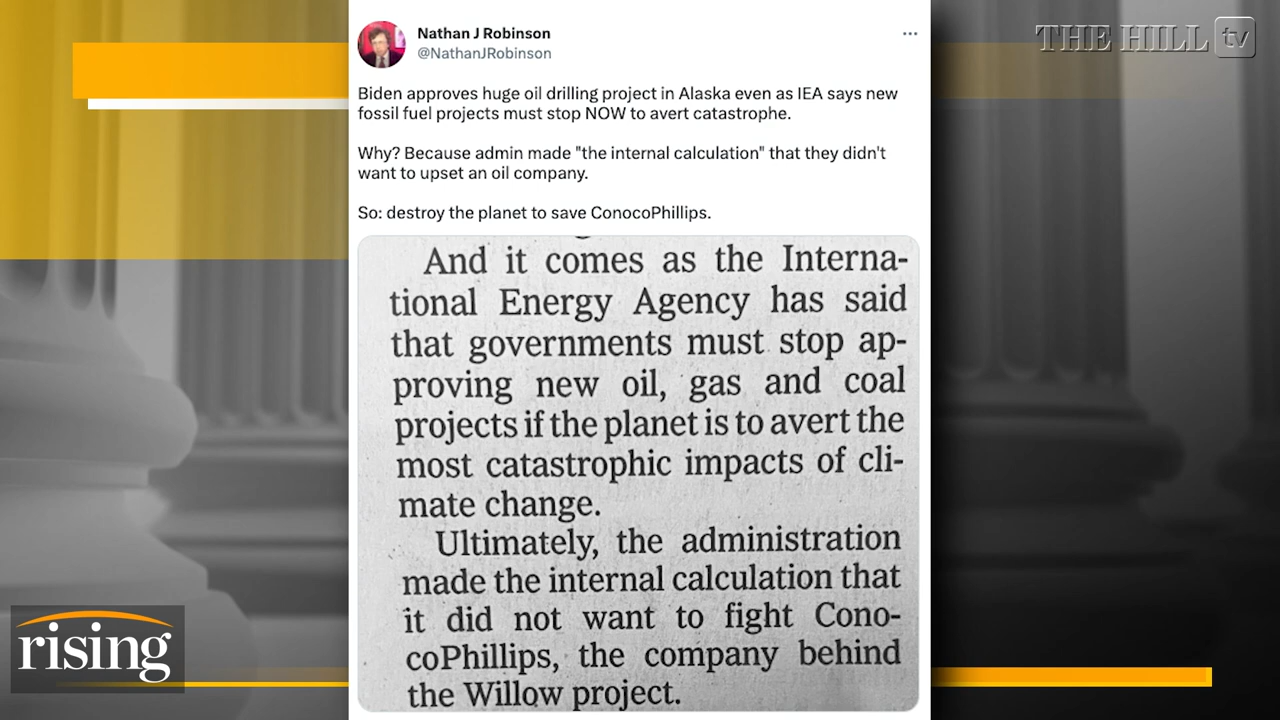 Nathan J Robinson
@NathanJRobinson
THE HILL tv
Biden approves huge oil drilling project in Alaska even as IEA says new
fossil fuel projects must stop NOW to avert catastrophe.
Why? Because admin made "the internal calculation" that they didn't
want to upset an oil company.
So: destroy the planet to save ConocoPhillips.
And it comes as the Interna-
tional Energy Agency has said
that governments must stop ap-
proving new oil, gas and coal
projects if the planet is to avert the
most catastrophic impacts of cli-
mate change.
Ultimately, the administration
made the internal calculation that
it did not want to fight Cono-
coPhillips, the company behind
the Willow project.
rising